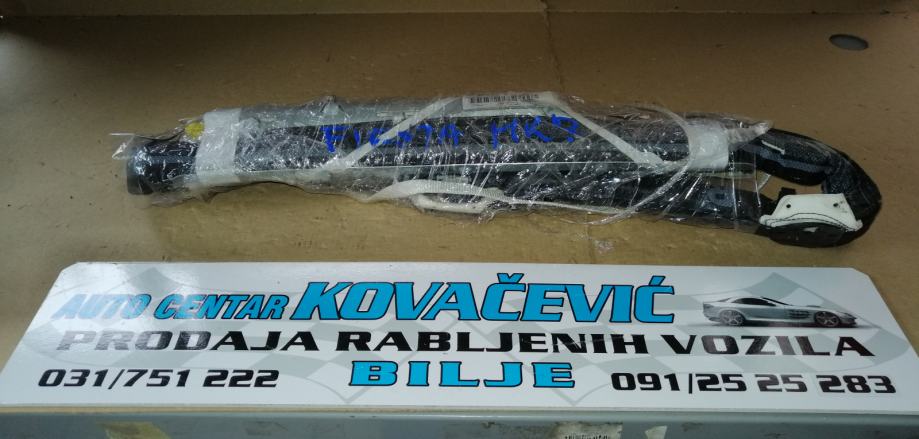 FIESTA MK7
AUTO CENTAR KOVAČEVIĆ
PRODAJA RABLJENIH VOZILA
031/751 222 BILJE 091/25 25 283